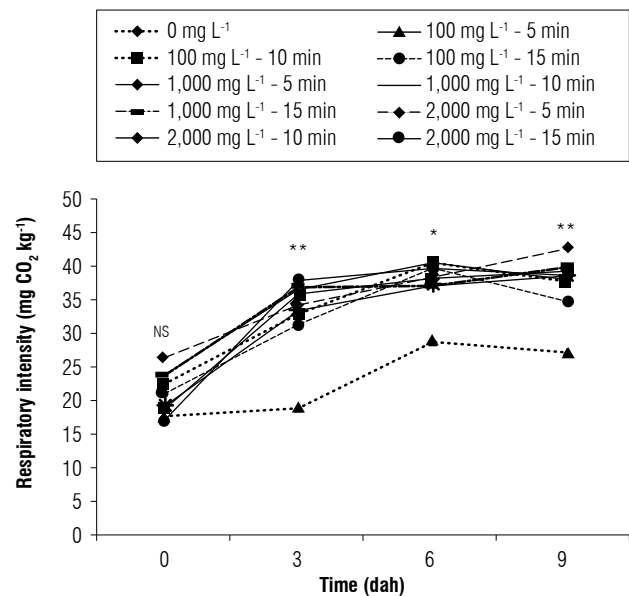 0 mg L⁻¹
100 mg L⁻¹ - 5 min
100 mg L⁻¹ - 10 min
100 mg L⁻¹ - 15 min
1,000 mg L⁻¹ - 5 min
1,000 mg L⁻¹ - 10 min
1,000 mg L⁻¹ - 15 min
2,000 mg L⁻¹ - 5 min
2,000 mg L⁻¹ - 10 min
2,000 mg L⁻¹ - 15 min
Respiratory intensity (mg CO₂ kg⁻¹)
50
45
40
35
30
25
20
15
10
5
0
NS
**
*
**
0 3 6 9
Time (dah)